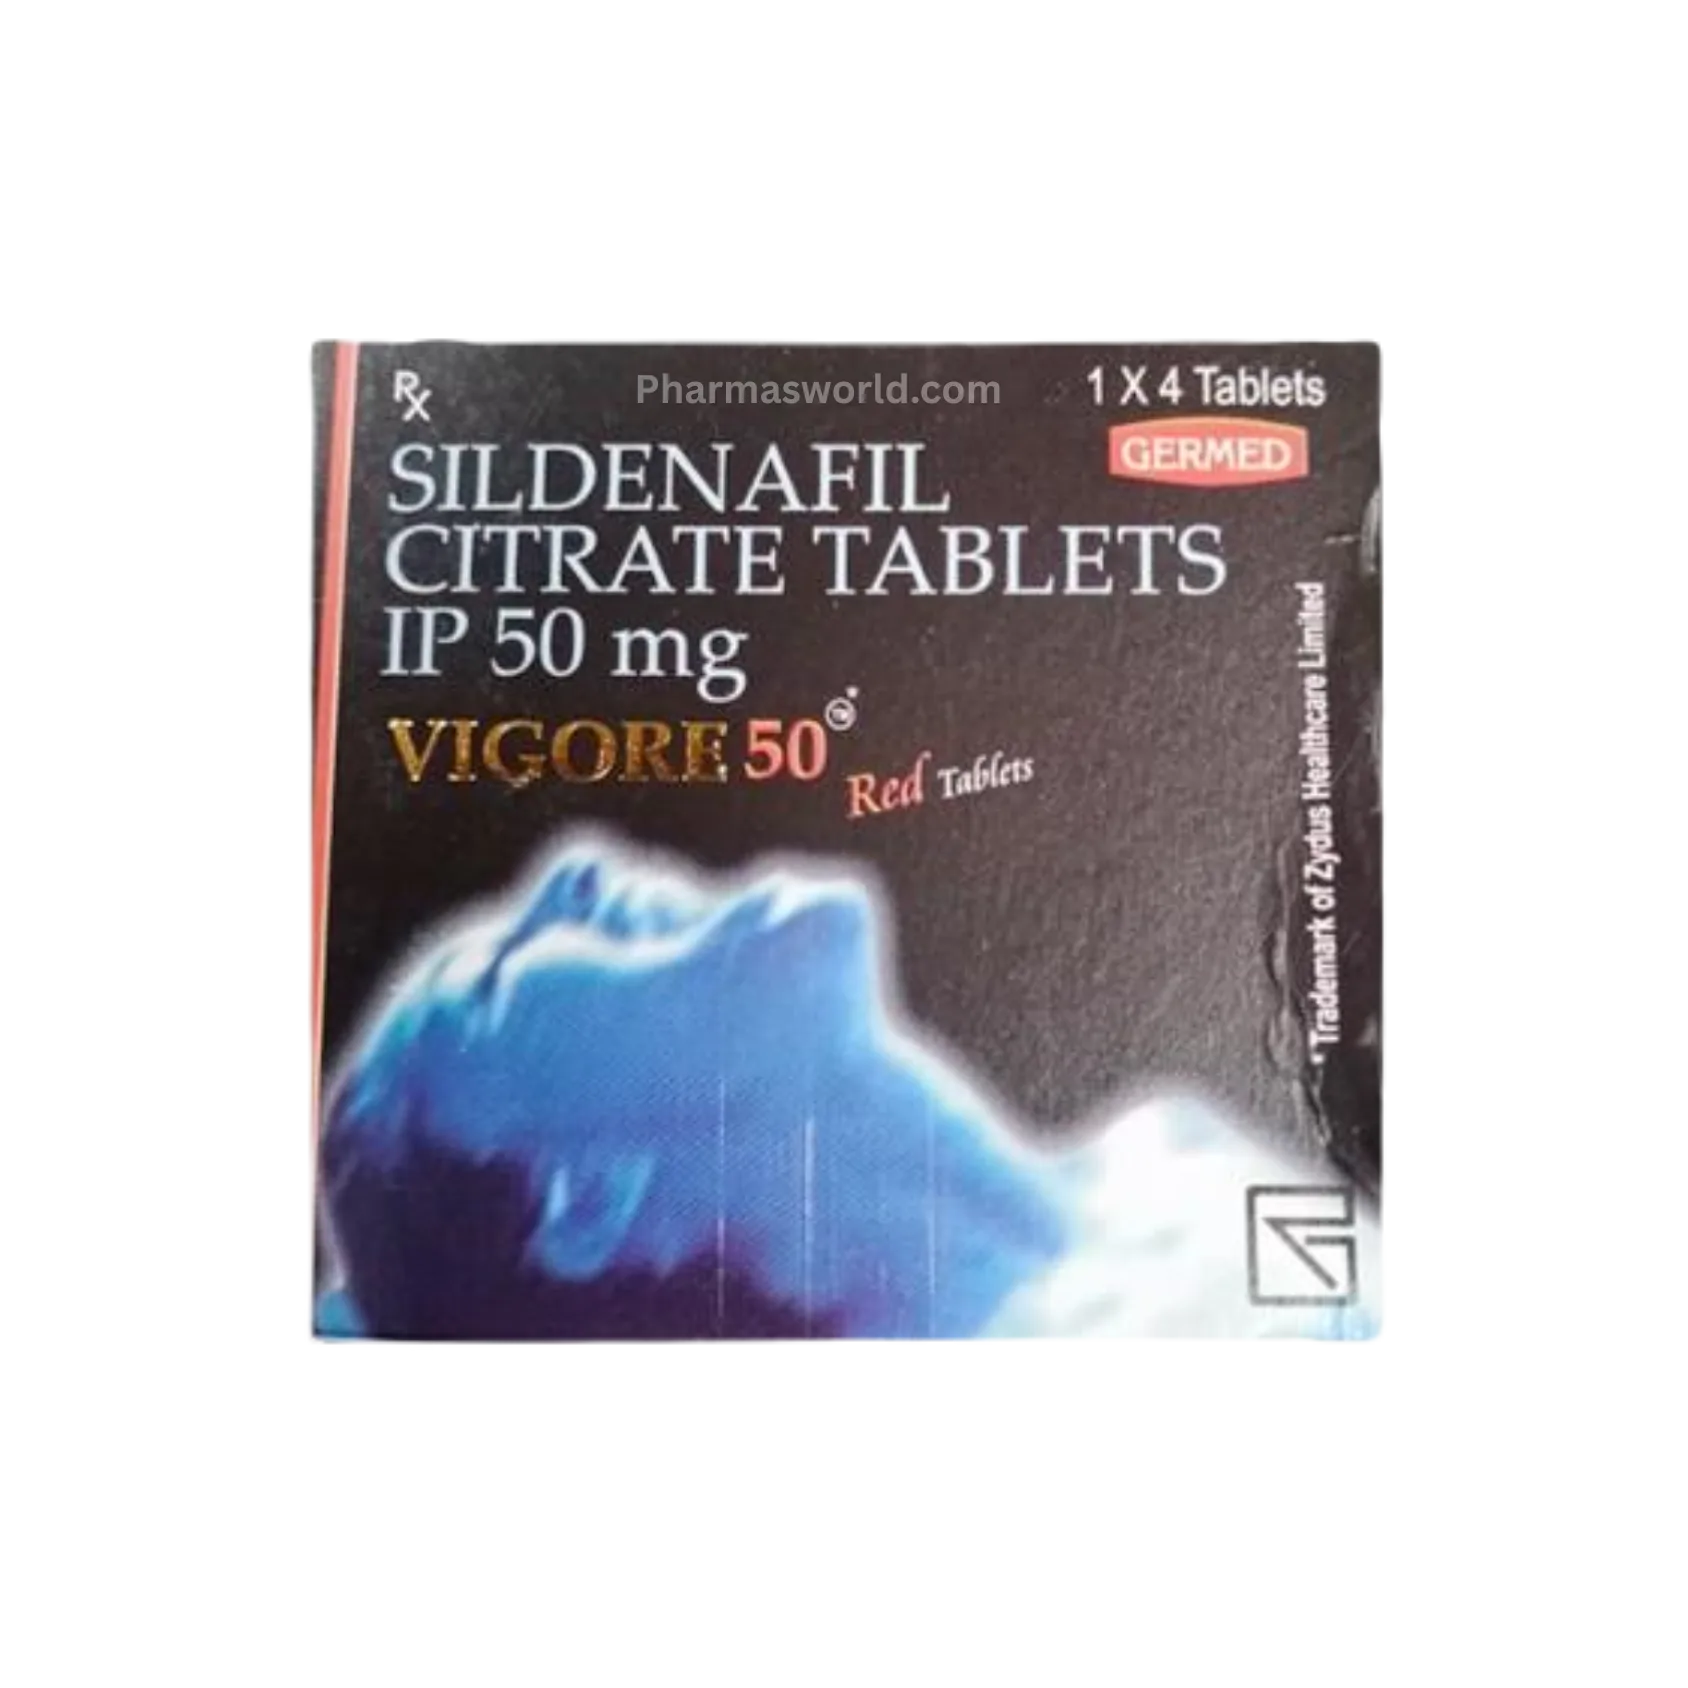 Rx
Pharmasworld.com
1 X 4 Tablets
GERMED
SILDENAFIL
CITRATE TABLETS
IP 50 mg
VIGORE 50 TM*
Red Tablets
* Trademark of Zydus Healthcare Limited